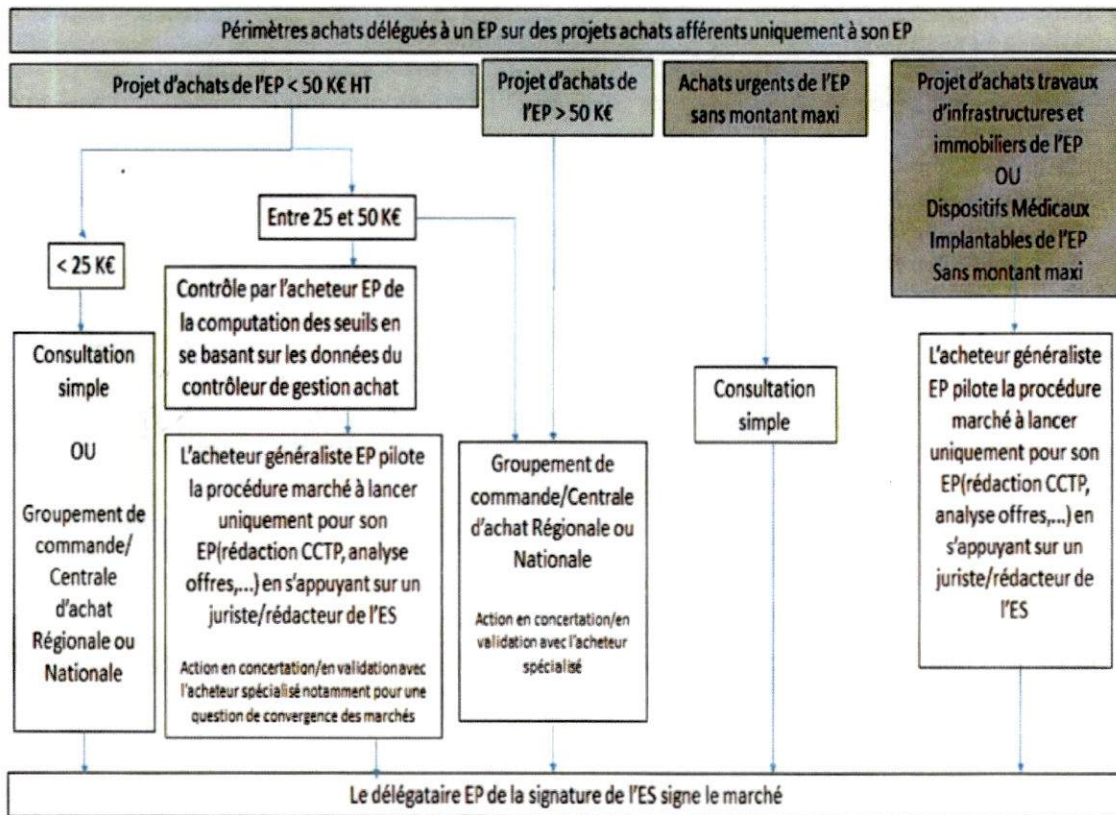 Périmètres achats délégués à un EP sur des projets achats afférents uniquement à son EP
Projet d'achats de l'EP < 50 K€ HT
Projet d'achats de
l'EP > 50 K€
Achats urgents de l'EP
sans montant maxi
Projet d'achats travaux
d'infrastructures et
immobiliers de l'EP
OU
Dispositifs Médicaux
Implantables de l'EP
Sans montant maxi
< 25 K€
Entre 25 et 50 K€
Consultation
simple
OU
Groupement de
commande/
Centrale
d'achat
Régionale ou
Nationale
Contrôle par l'acheteur EP de
la computation des seuils en
se basant sur les données du
contrôleur de gestion achat
L'acheteur généraliste EP pilote
la procédure marché à lancer
uniquement pour son
EP(rédaction CCTP, analyse
offres,...) en s'appuyant sur un
juriste/rédacteur de l'ES
Action en concertation/en validation avec
l'acheteur spécialisé notamment pour une
question de convergence des marchés
Groupement de
commande/Centrale
d'achat Régionale ou
Nationale
Action en concertation/en
validation avec l'acheteur
spécialisé
Consultation
simple
L'acheteur généraliste
EP pilote la procédure
marché à lancer
uniquement pour son
EP(rédaction CCTP,
analyse offres,...) en
s'appuyant sur un
juriste/rédacteur de
l'ES
Le délégataire EP de la signature de l'ES signe le marché